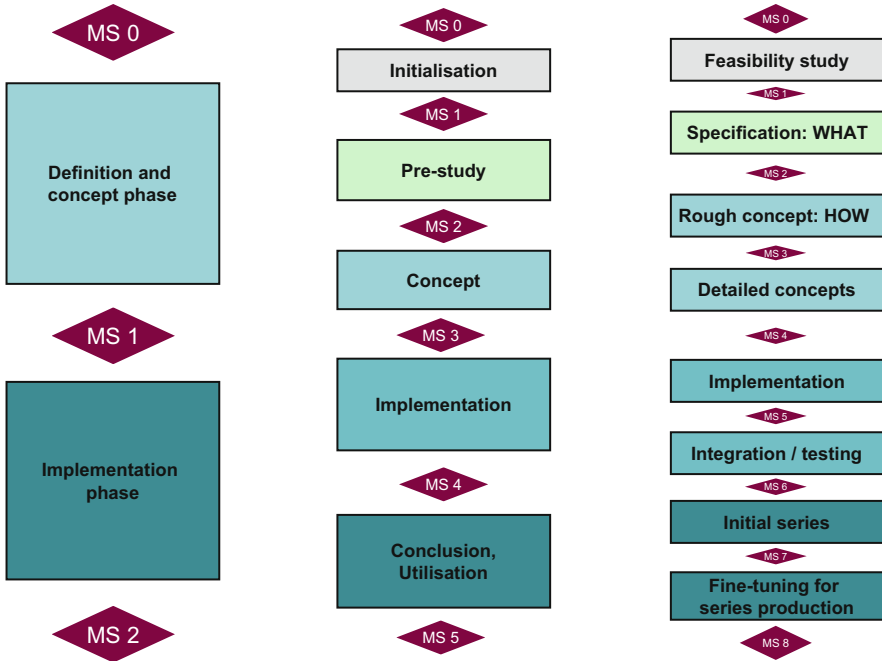 MS 0
Definition and
concept phase
MS 1
Implementation
phase
MS 2
MS 0
Initialisation
MS 1
Pre-study
MS 2
Concept
MS 3
Implementation
MS 4
Conclusion,
Utilisation
MS 5
MS 0
Feasibility study
MS 1
Specification: WHAT
MS 2
Rough concept: HOW
MS 3
Detailed concepts
MS 4
Implementation
MS 5
Integration / testing
MS 6
Initial series
MS 7
Fine-tuning for
series production
MS 8